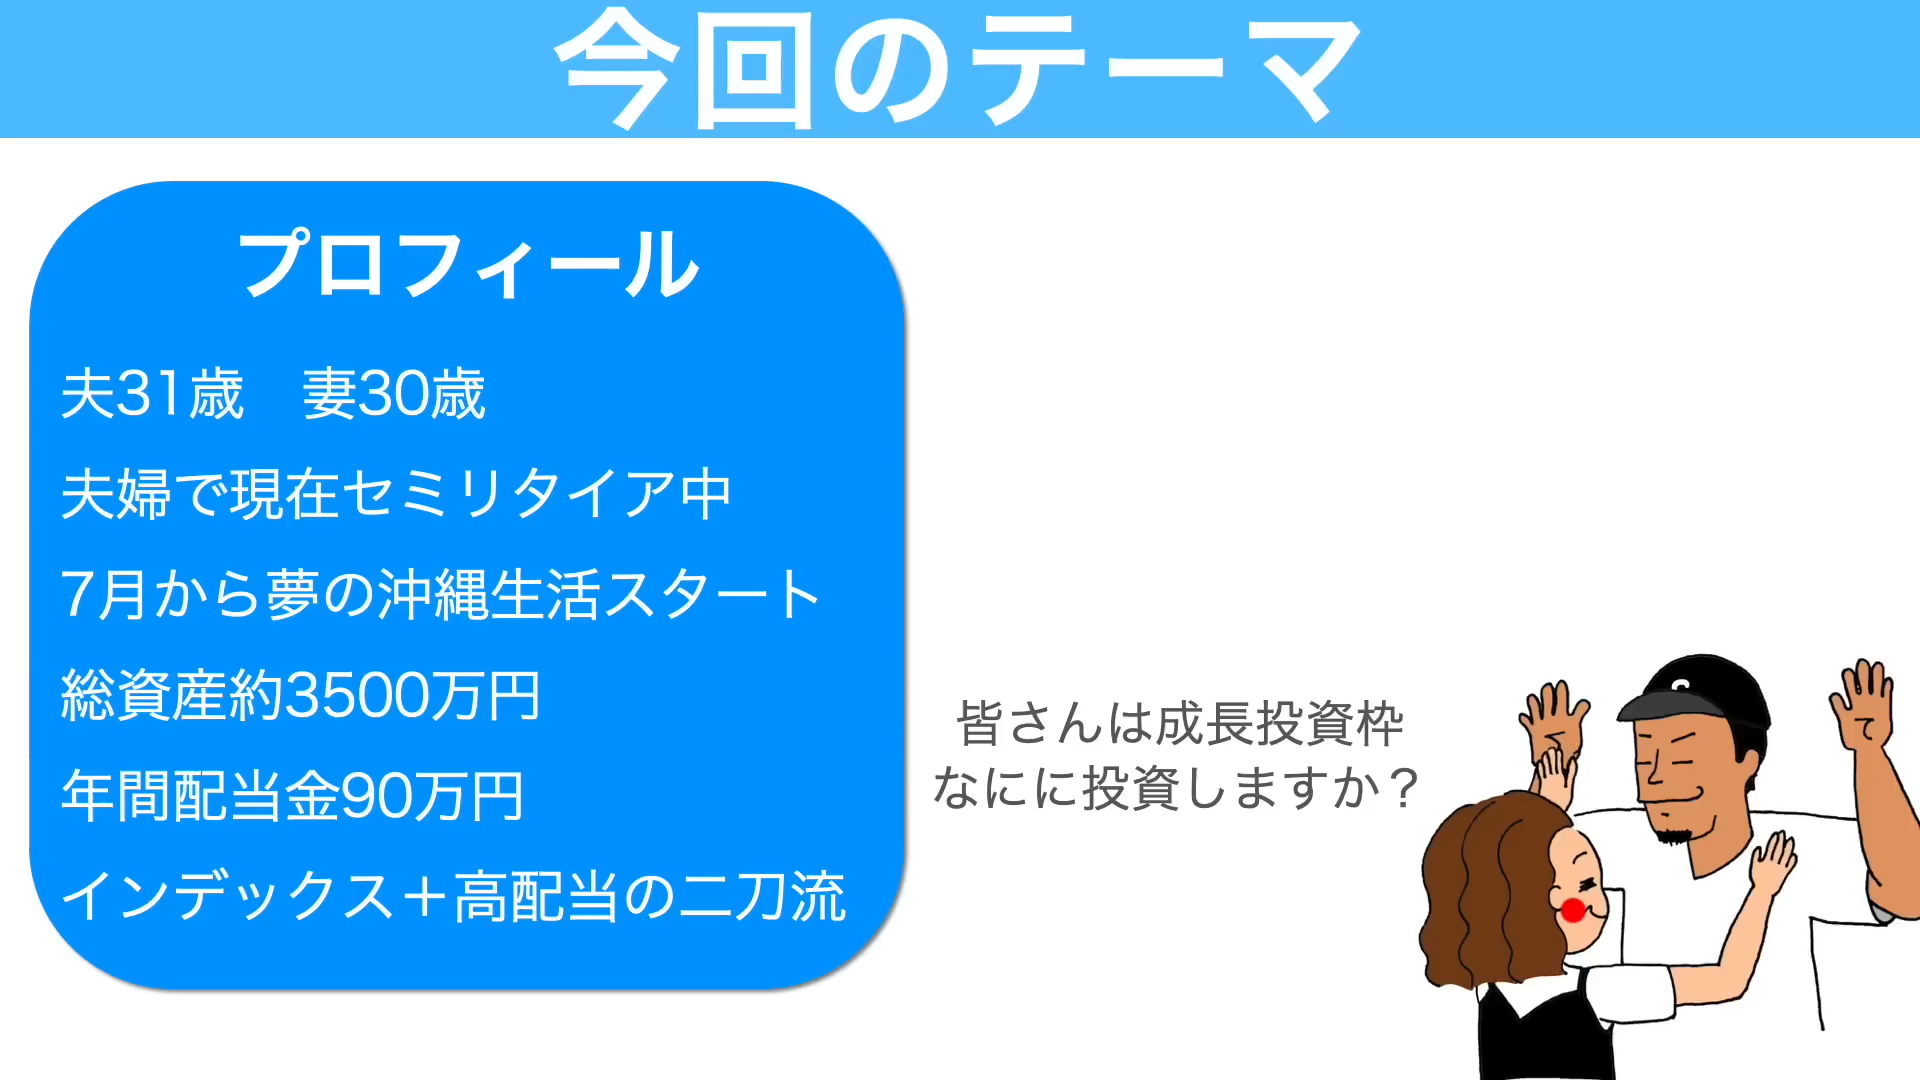 今回のテーマ
プロフィール
夫31歳　妻30歳
夫婦で現在セミリタイア中
7月から夢の沖縄生活スタート
総資産約3500万円
年間配当金90万円
インデックス＋高配当の二刀流
皆さんは成長投資枠
なにに投資しますか？